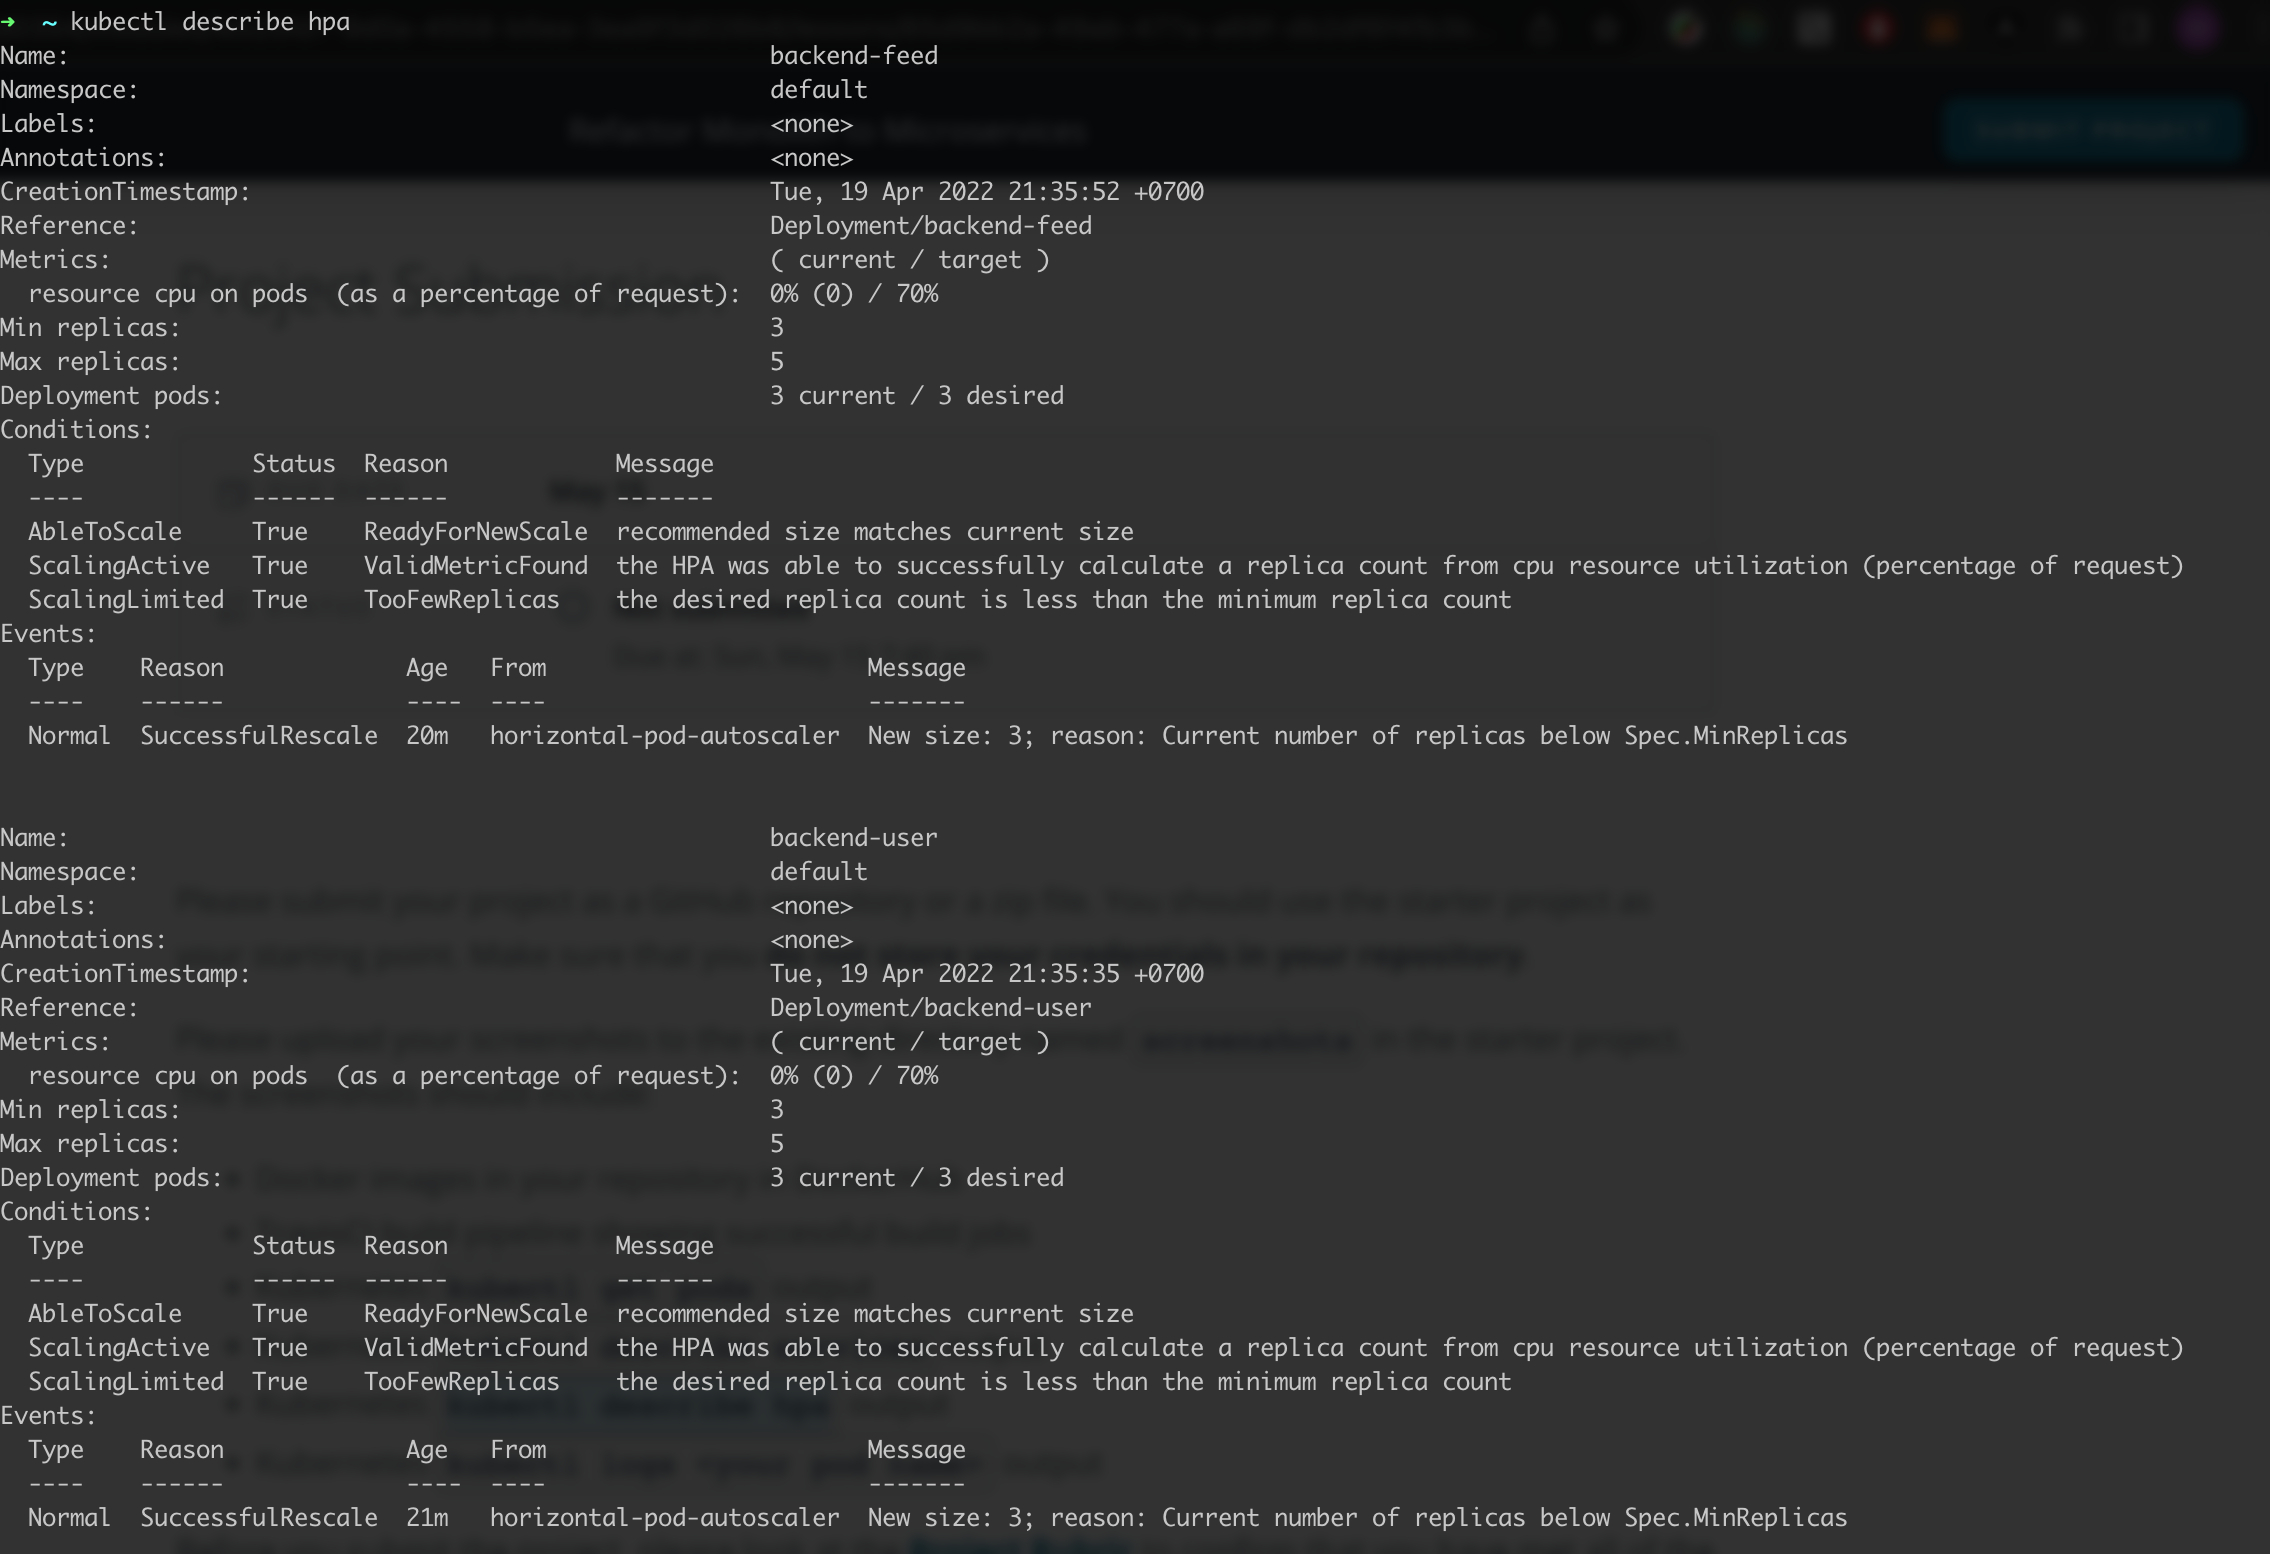 ➜  ~ kubectl describe hpa
Name:                                                  backend-feed
Namespace:                                             default
Labels:                                                <none>
Annotations:                                           <none>
CreationTimestamp:                                     Tue, 19 Apr 2022 21:35:52 +0700
Reference:                                             Deployment/backend-feed
Metrics:                                               ( current / target )
  resource cpu on pods  (as a percentage of request):  0% (0) / 70%
Min replicas:                                          3
Max replicas:                                          5
Deployment pods:                                       3 current / 3 desired
Conditions:
  Type            Status  Reason            Message
  ----            ------  ------            -------
  AbleToScale     True    ReadyForNewScale  recommended size matches current size
  ScalingActive   True    ValidMetricFound  the HPA was able to successfully calculate a replica count from cpu resource utilization (percentage of request)
  ScalingLimited  True    TooFewReplicas    the desired replica count is less than the minimum replica count
Events:
  Type    Reason             Age   From                       Message
  ----    ------             ----  ----                       -------
  Normal  SuccessfulRescale  20m   horizontal-pod-autoscaler  New size: 3; reason: Current number of replicas below Spec.MinReplicas
Name:                                                  backend-user
Namespace:                                             default
Labels:                                                <none>
Annotations:                                           <none>
CreationTimestamp:                                     Tue, 19 Apr 2022 21:35:35 +0700
Reference:                                             Deployment/backend-user
Metrics:                                               ( current / target )
  resource cpu on pods  (as a percentage of request):  0% (0) / 70%
Min replicas:                                          3
Max replicas:                                          5
Deployment pods:                                       3 current / 3 desired
Conditions:
  Type            Status  Reason            Message
  ----            ------  ------            -------
  AbleToScale     True    ReadyForNewScale  recommended size matches current size
  ScalingActive   True    ValidMetricFound  the HPA was able to successfully calculate a replica count from cpu resource utilization (percentage of request)
  ScalingLimited  True    TooFewReplicas    the desired replica count is less than the minimum replica count
Events:
  Type    Reason             Age   From                       Message
  ----    ------             ----  ----                       -------
  Normal  SuccessfulRescale  21m   horizontal-pod-autoscaler  New size: 3; reason: Current number of replicas below Spec.MinReplicas